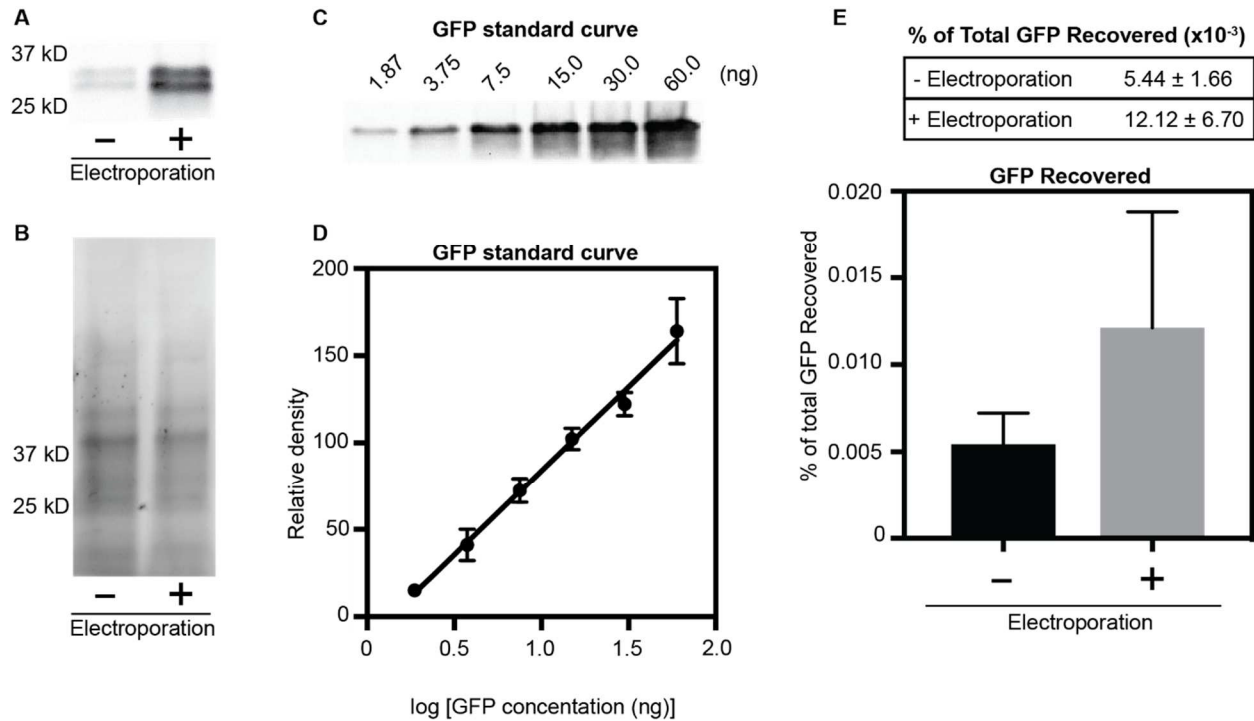 A
37 kD
25 kD
− +
Electroporation
B
37 kD
25 kD
− +
Electroporation
C
GFP standard curve
1.87 3.75 7.5 15.0 30.0 60.0 (ng)
D
GFP standard curve
200
150
100
50
0
Relative density
0 0.5 1.0 1.5 2.0
log [GFP concentration (ng)]
E
% of Total GFP Recovered (x10⁻³)
- Electroporation 5.44 ± 1.66
+ Electroporation 12.12 ± 6.70
GFP Recovered
0.020
0.015
0.010
0.005
0
% of total GFP Recovered
− +
Electroporation